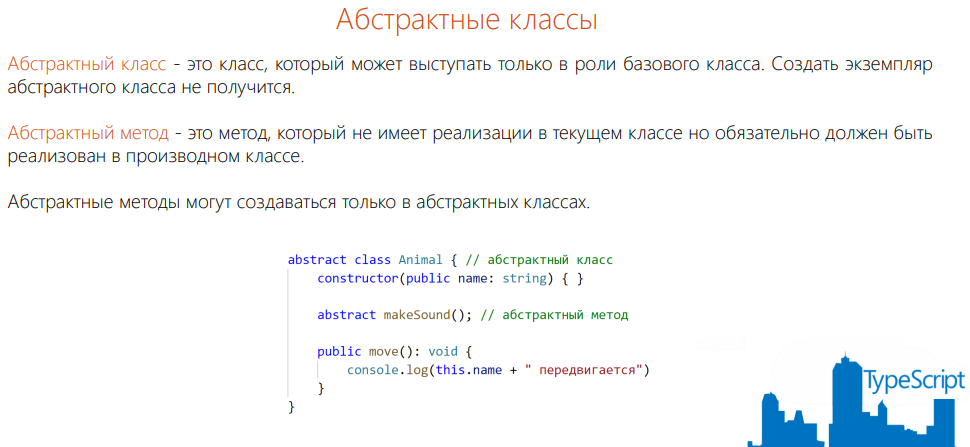 Абстрактные классы
Абстрактный класс - это класс, который может выступать только в роли базового класса. Создать экземпляр
абстрактного класса не получится.
Абстрактный метод - это метод, который не имеет реализации в текущем классе но обязательно должен быть
реализован в производном классе.
Абстрактные методы могут создаваться только в абстрактных классах.
abstract class Animal { // абстрактный класс
constructor(public name: string) { }
abstract makeSound(); // абстрактный метод
public move(): void {
console.log(this.name + " передвигается")
}
}
TypeScript